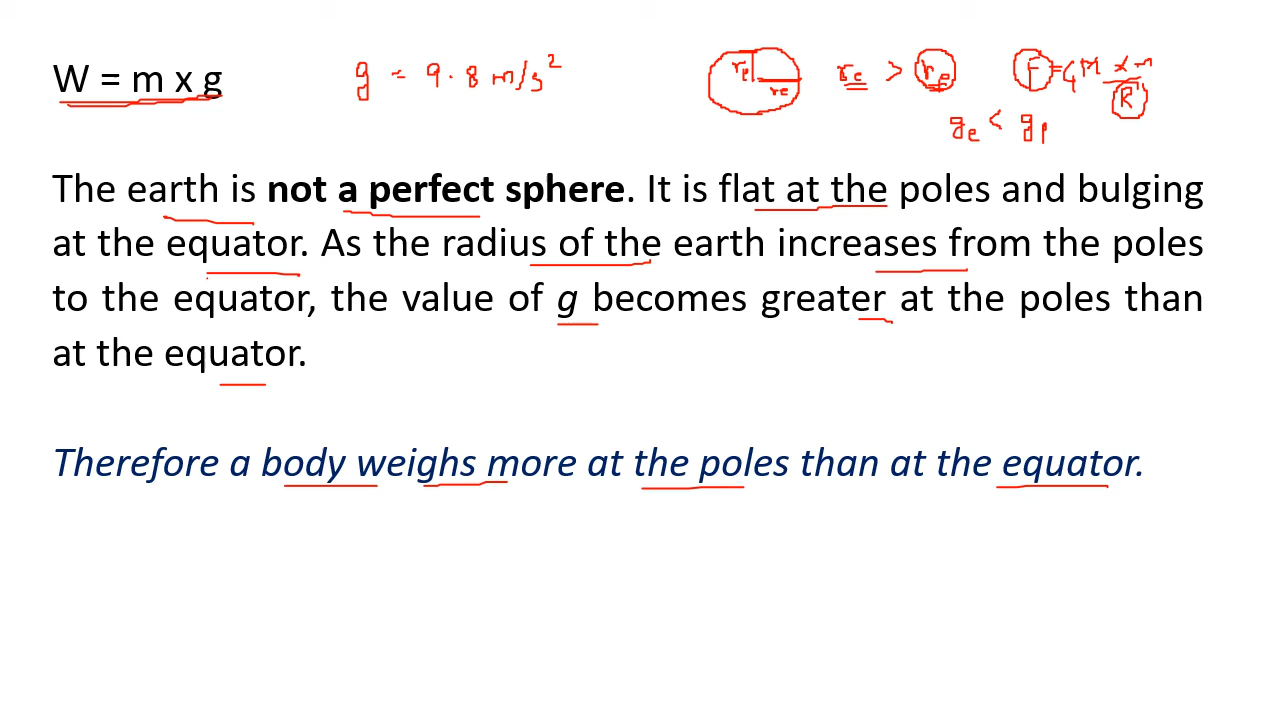 W = m x g
g = 9.8 m/s²
rₚ
rₑ
rₑ > rₚ
F = G M x m / R²
gₑ < gₚ
The earth is not a perfect sphere. It is flat at the poles and bulging
at the equator. As the radius of the earth increases from the poles
to the equator, the value of g becomes greater at the poles than
at the equator.
Therefore a body weighs more at the poles than at the equator.